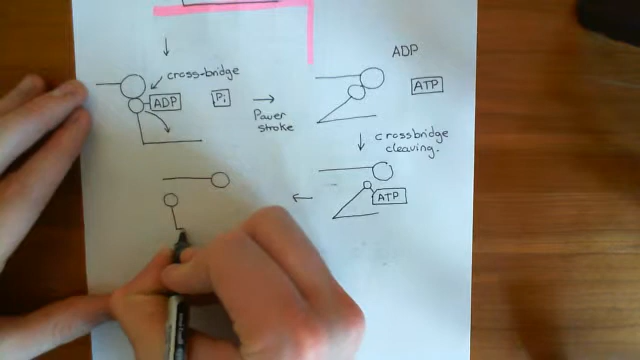 cross-bridge
ADP
Pi
Power
stroke
ADP
ATP
crossbridge
cleaving.
ATP